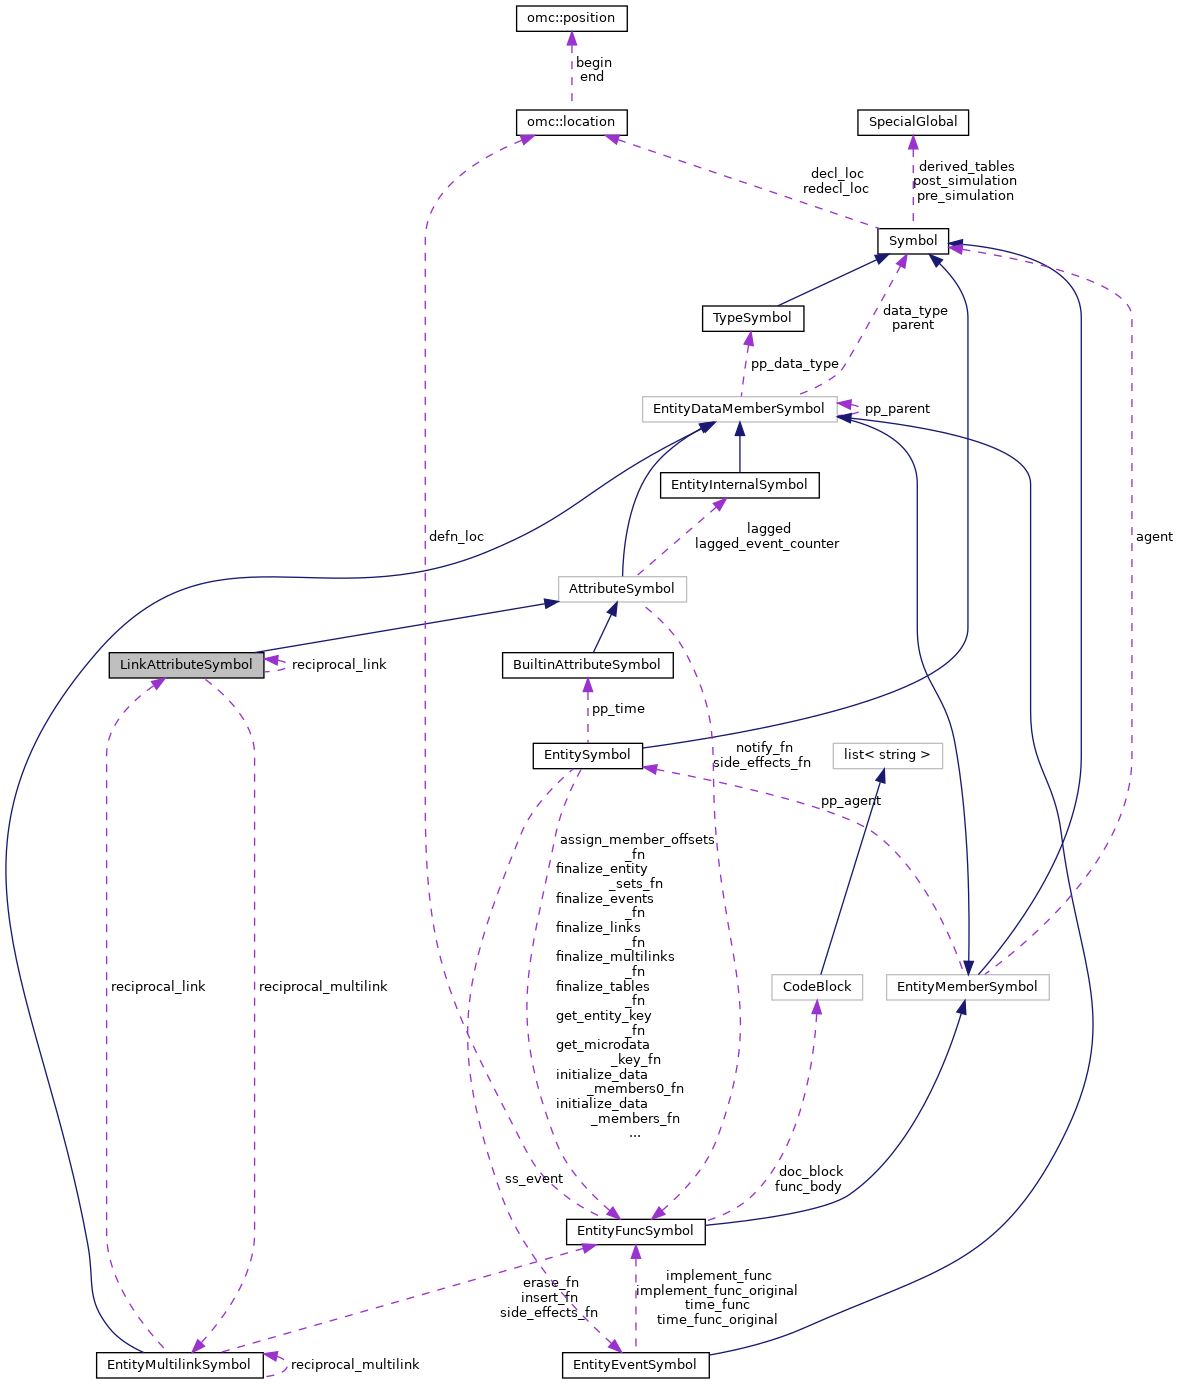 omc::position
begin
end
omc::location
SpecialGlobal
decl_loc
redecl_loc
derived_tables
post_simulation
pre_simulation
Symbol
TypeSymbol
data_type
parent
pp_data_type
EntityDataMemberSymbol
pp_parent
EntityInternalSymbol
defn_loc
lagged
lagged_event_counter
agent
AttributeSymbol
LinkAttributeSymbol
reciprocal_link
BuiltinAttributeSymbol
pp_time
EntitySymbol
notify_fn
side_effects_fn
list< string >
pp_agent
assign_member_offsets
_fn
finalize_entity
_sets_fn
finalize_events
_fn
finalize_links
_fn
finalize_multilinks
_fn
finalize_tables
_fn
get_entity_key
_fn
get_microdata
_key_fn
initialize_data
_members0_fn
initialize_data
_members_fn
...
reciprocal_link
reciprocal_multilink
CodeBlock
EntityMemberSymbol
ss_event
doc_block
func_body
EntityFuncSymbol
erase_fn
insert_fn
side_effects_fn
implement_func
implement_func_original
time_func
time_func_original
EntityMultilinkSymbol
reciprocal_multilink
EntityEventSymbol